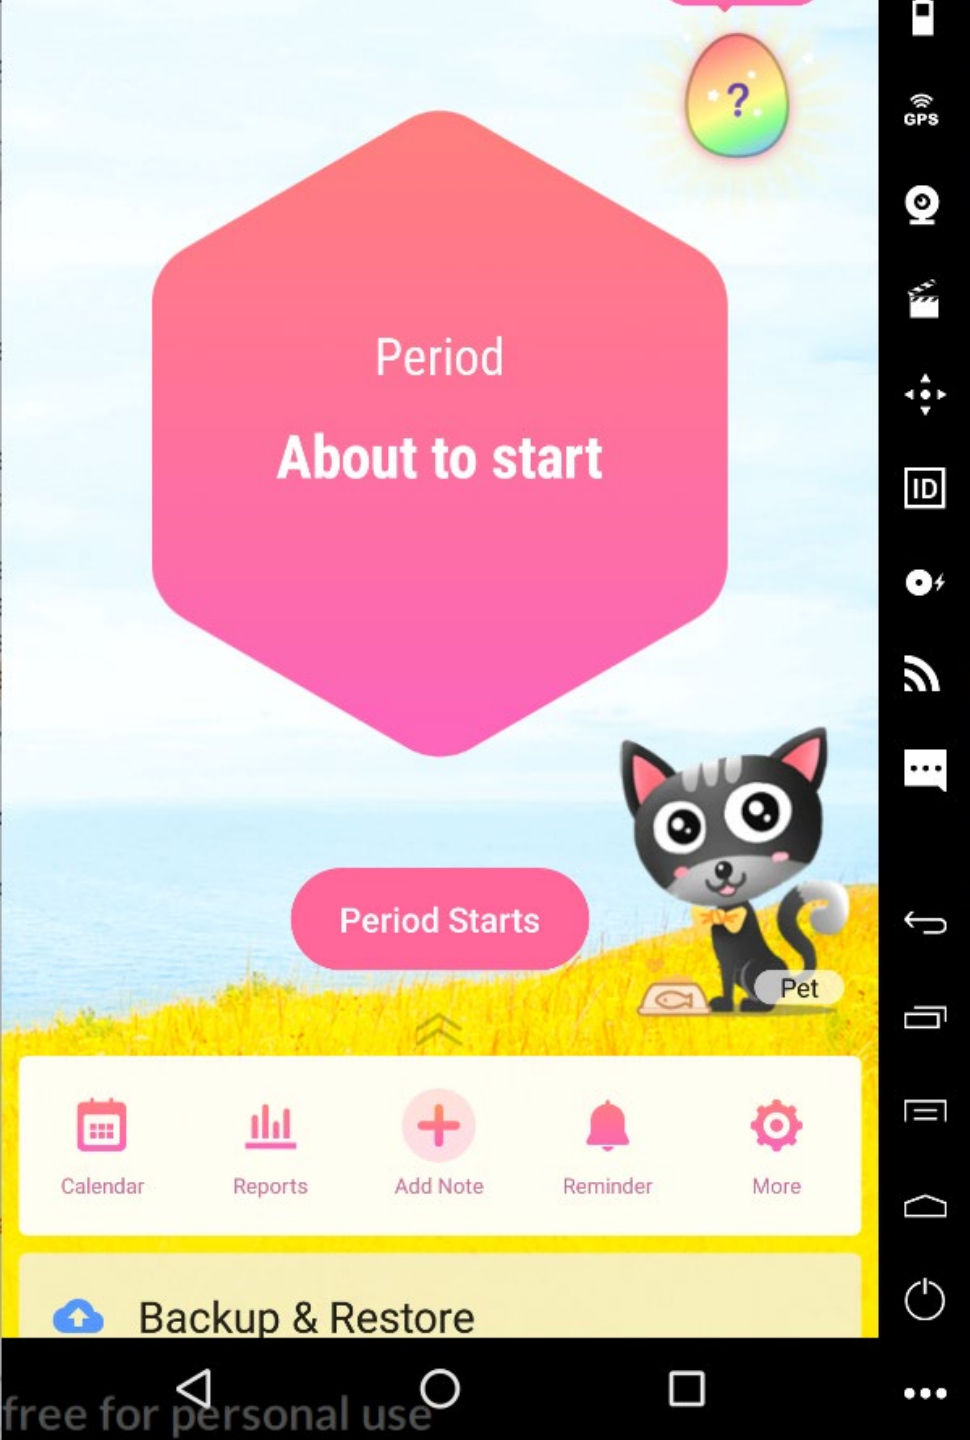 ?
GPS
Period
About to start
ID
Period Starts
Pet
Calendar
Reports
Add Note
Reminder
More
Backup & Restore
free for personal use